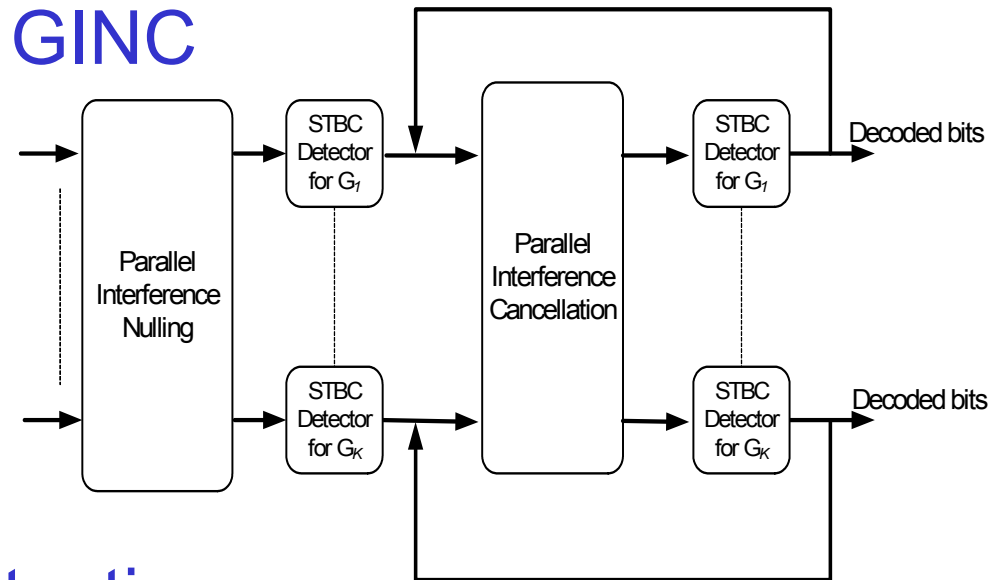 GINC
STBC
Detector
for G1
STBC
Detector
for G1
Decoded bits
Parallel
Interference
Nulling
Parallel
Interference
Cancellation
STBC
Detector
for GK
STBC
Detector
for GK
Decoded bits